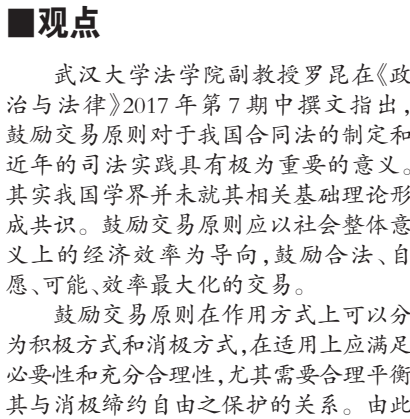 ■观点
武汉大学法学院副教授罗昆在《政
治与法律》2017年第7期中撰文指出，
鼓励交易原则对于我国合同法的制定和
近年的司法实践具有极为重要的意义。
其实我国学界并未就其相关基础理论形
成共识。鼓励交易原则应以社会整体意
义上的经济效率为导向，鼓励合法、自
愿、可能、效率最大化的交易。
鼓励交易原则在作用方式上可以分
为积极方式和消极方式，在适用上应满足
必要性和充分合理性，尤其需要合理平衡
其与消极缔约自由之保护的关系。由此